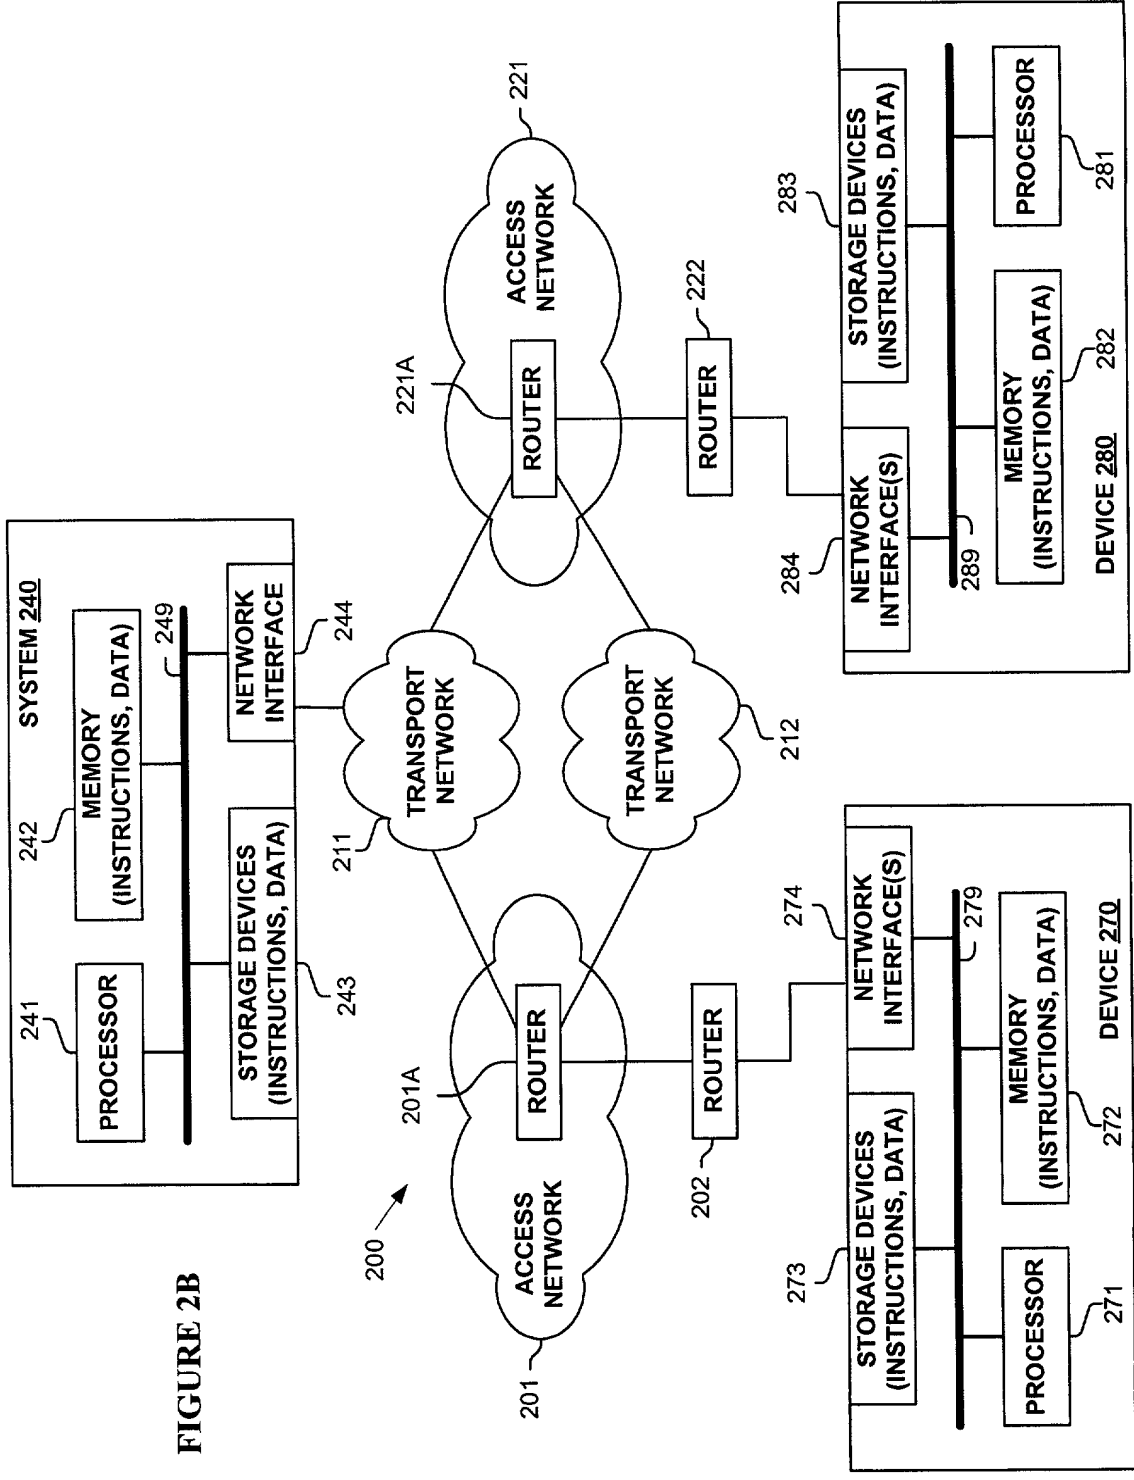 FIGURE 2B
SYSTEM 240
241
PROCESSOR
242
MEMORY
(INSTRUCTIONS, DATA)
249
STORAGE DEVICES
(INSTRUCTIONS, DATA)
243
NETWORK
INTERFACE
244
200
201
ACCESS
NETWORK
201A
ROUTER
202
ROUTER
211
TRANSPORT
NETWORK
TRANSPORT
NETWORK
212
221A
ROUTER
ACCESS
NETWORK
221
ROUTER
222
273
STORAGE DEVICES
(INSTRUCTIONS, DATA)
274
NETWORK
INTERFACE(S)
279
PROCESSOR
271
MEMORY
(INSTRUCTIONS, DATA)
272
DEVICE 270
284
NETWORK
INTERFACE(S)
283
STORAGE DEVICES
(INSTRUCTIONS, DATA)
289
MEMORY
(INSTRUCTIONS, DATA)
282
PROCESSOR
281
DEVICE 280